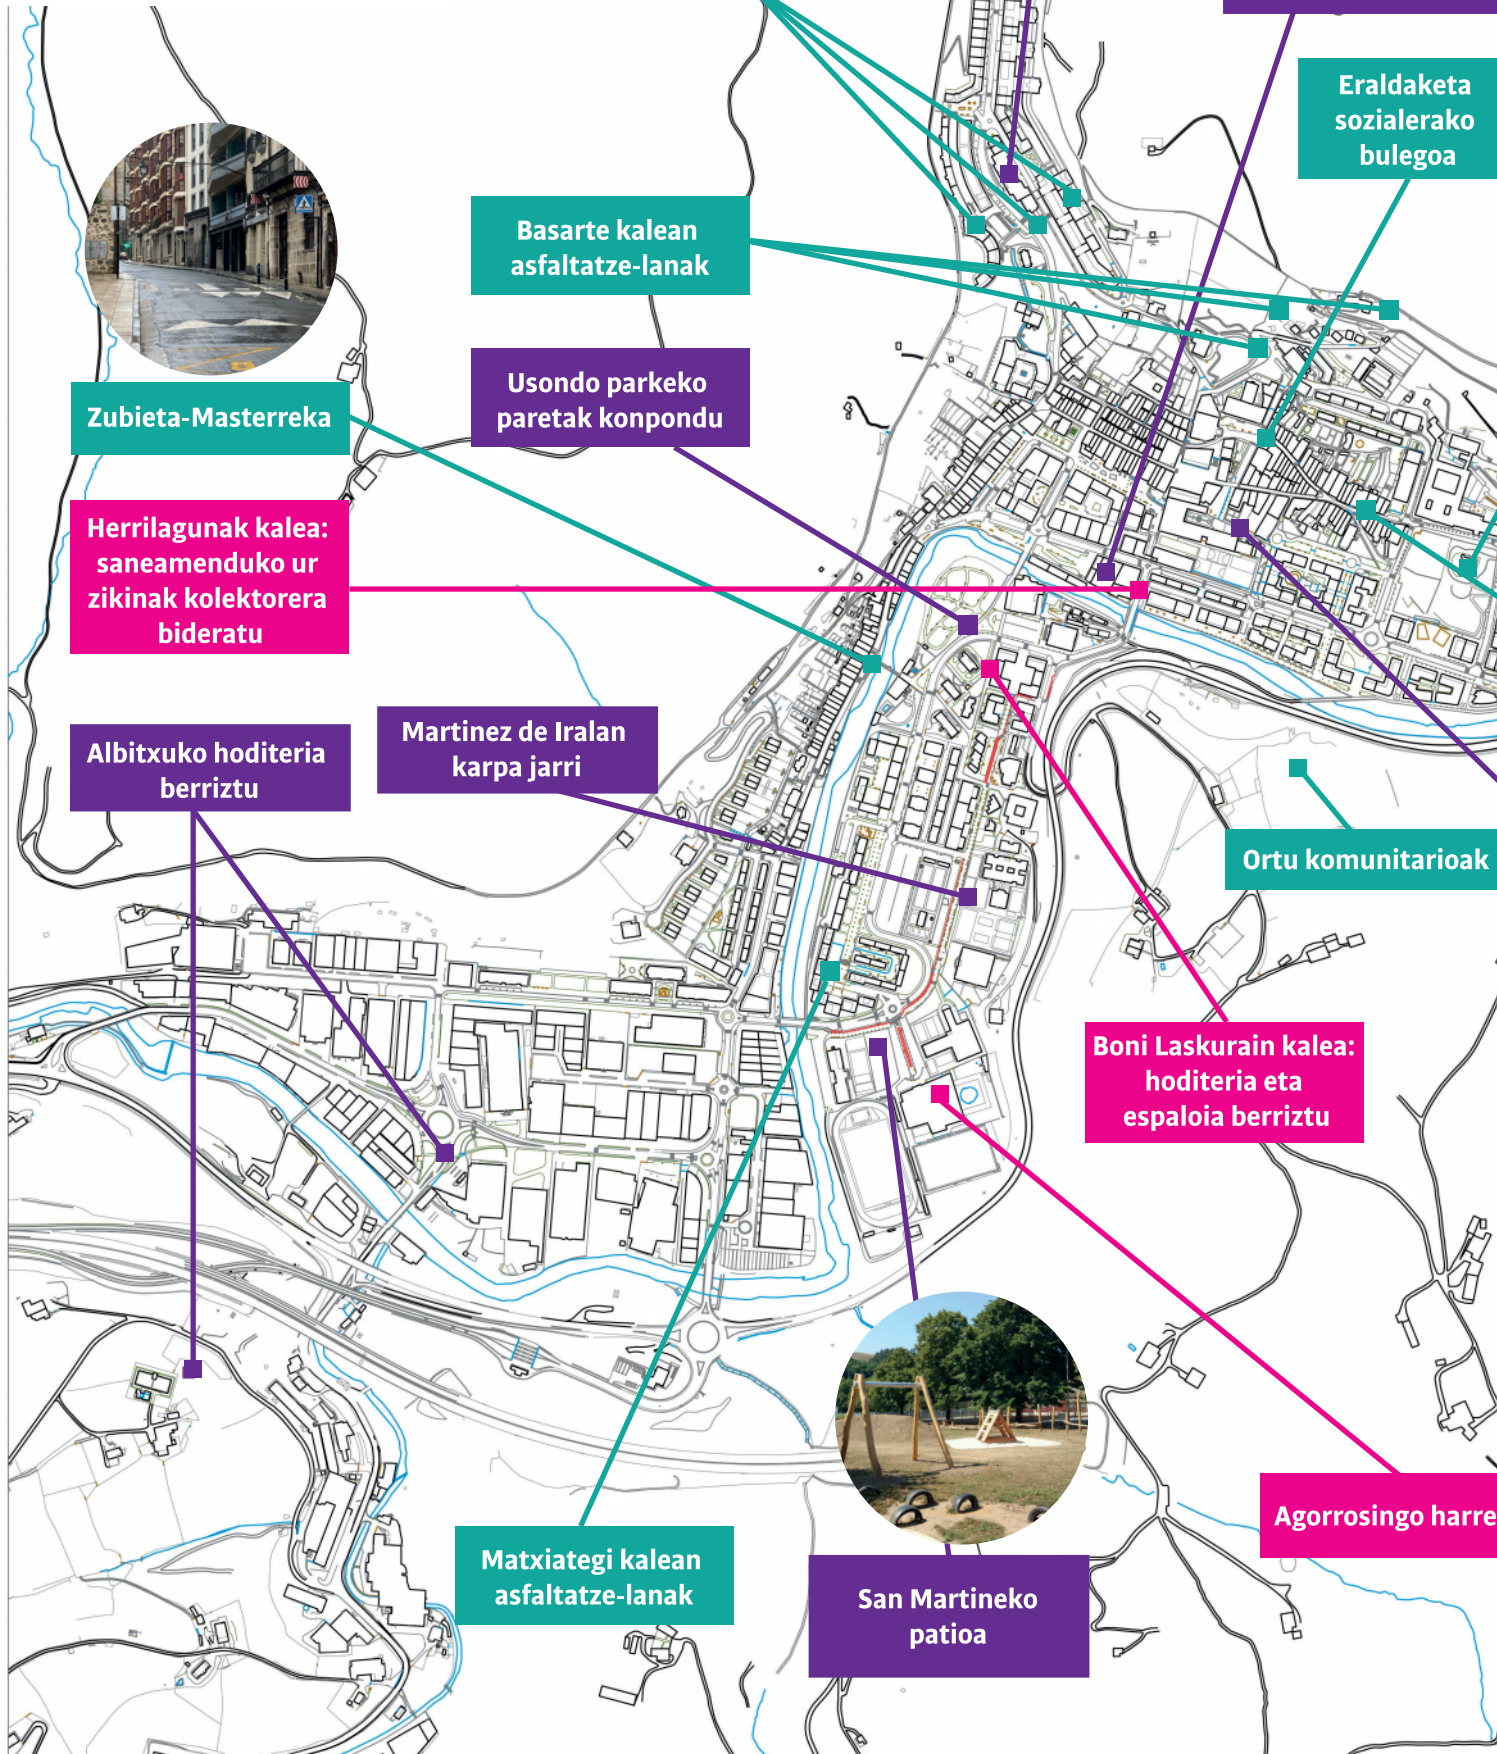 Eraldaketa
sozialerako
bulegoa
Basarte kalean
asfaltatze-lanak
Usondo parkeko
paretak konpondu
Zubieta-Masterreka
Herrilagunak kalea:
saneamenduko ur
zikinak kolektorera
bideratu
Albitxuko hoditeria
berriztu
Martinez de Iralan
karpa jarri
Ortu komunitarioak
Boni Laskurain kalea:
hoditeria eta
espaloia berriztu
Agorrosingo harre
Matxiategi kalean
asfaltatze-lanak
San Martineko
patioa